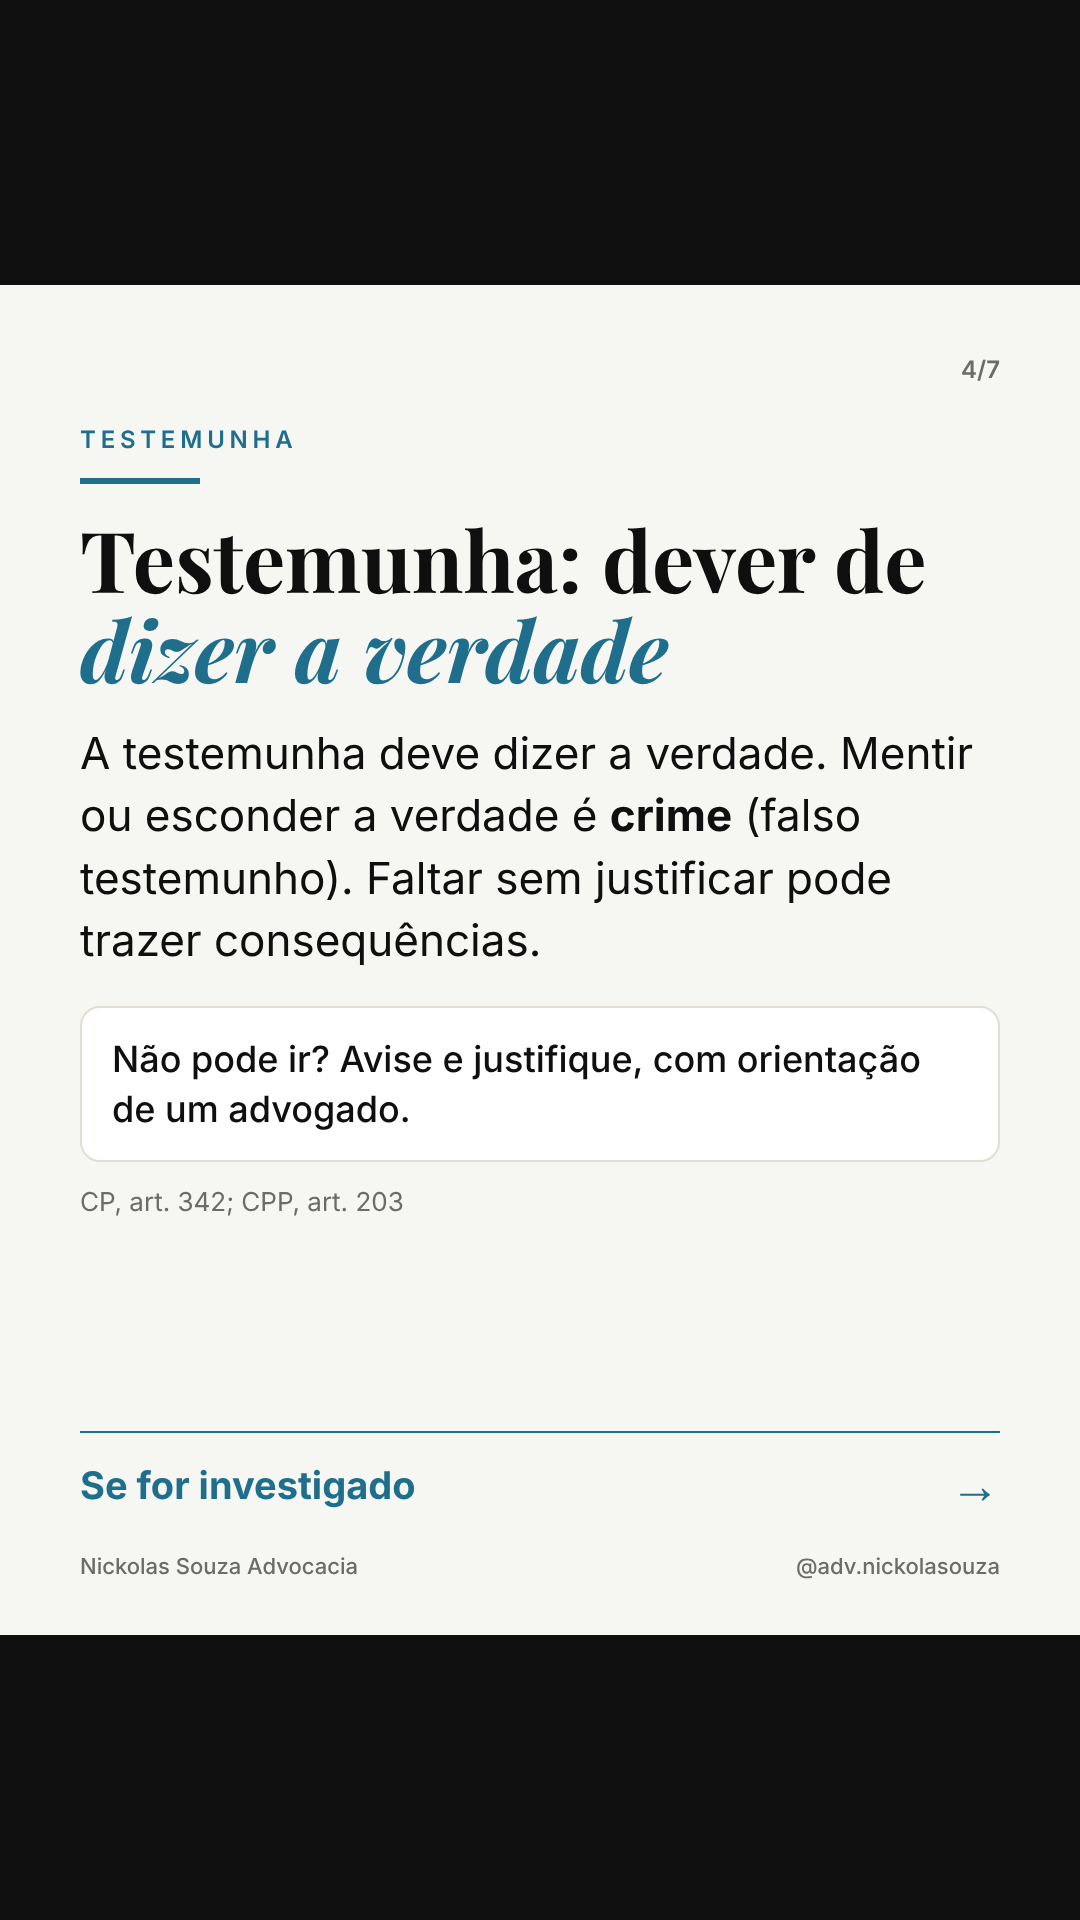 4/7
TESTEMUNHA
Testemunha: dever de
dizer a verdade
A testemunha deve dizer a verdade. Mentir
ou esconder a verdade é crime (falso
testemunho). Faltar sem justificar pode
trazer consequências.
Não pode ir? Avise e justifique, com orientação
de um advogado.
CP, art. 342; CPP, art. 203
Se for investigado →
Nickolas Souza Advocacia @adv.nickolasouza